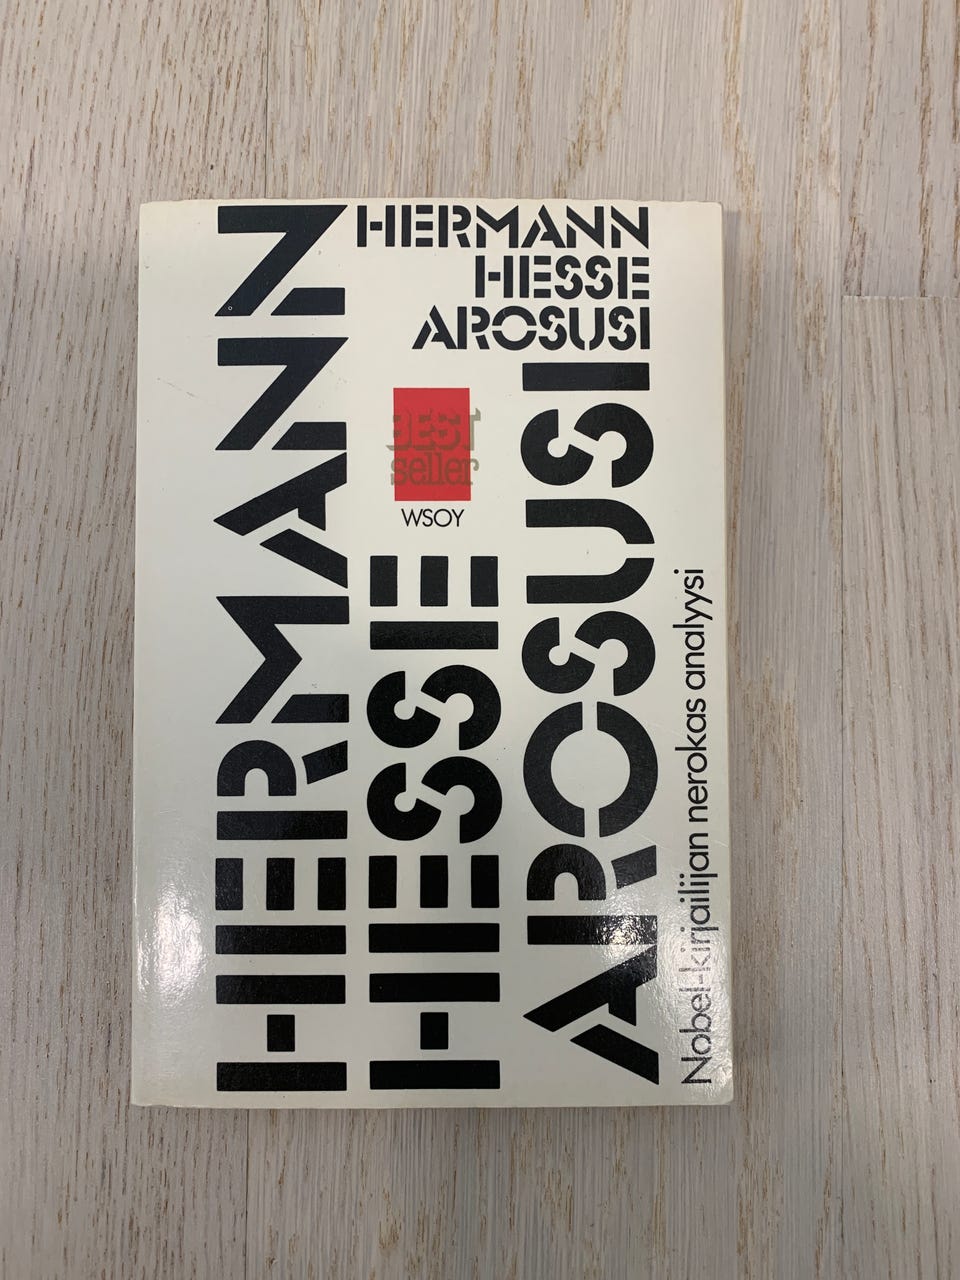 HERMANN
HESSE
AROSUSI
BEST
seller
WSOY
HERMANN
HESSE
AROSUSI
Nobel-kirjailijan nerokas analyysi